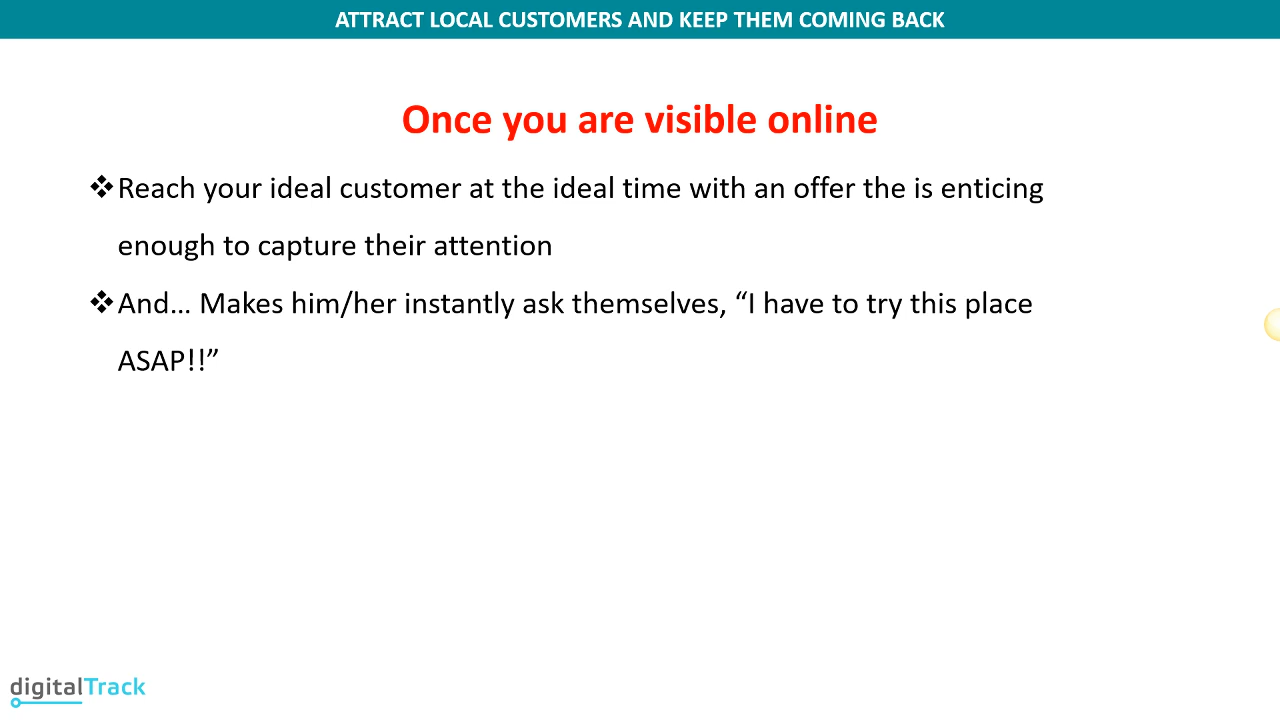 ATTRACT LOCAL CUSTOMERS AND KEEP THEM COMING BACK
Once you are visible online
❖Reach your ideal customer at the ideal time with an offer the is enticing
enough to capture their attention
❖And… Makes him/her instantly ask themselves, “I have to try this place
ASAP!!”
digitalTrack